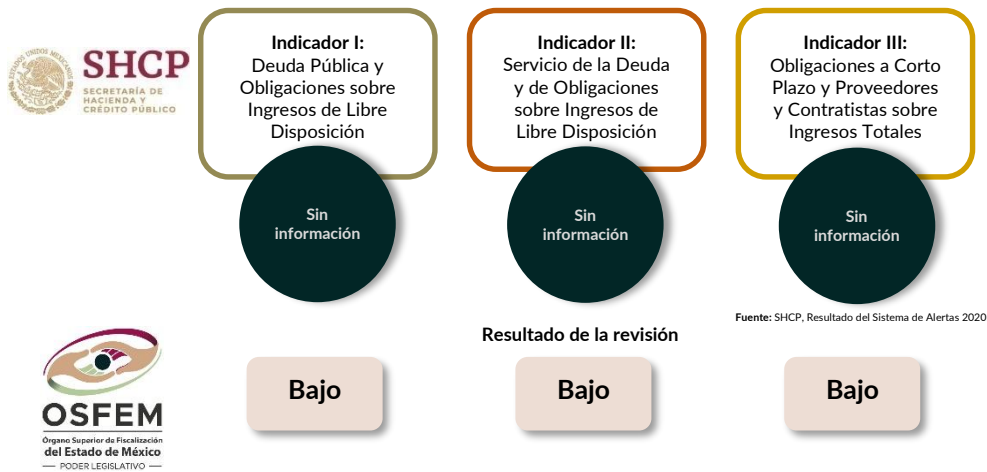 ESTADOS UNIDOS MEXICANOS
SHCP
SECRETARÍA DE
HACIENDA Y
CRÉDITO PÚBLICO
Indicador I:
Deuda Pública y
Obligaciones sobre
Ingresos de Libre
Disposición
Sin
información
Indicador II:
Servicio de la Deuda
y de Obligaciones
sobre Ingresos de
Libre Disposición
Sin
información
Indicador III:
Obligaciones a Corto
Plazo y Proveedores
y Contratistas sobre
Ingresos Totales
Sin
información
Fuente: SHCP, Resultado del Sistema de Alertas 2020
Resultado de la revisión
OSFEM
Órgano Superior de Fiscalización
del Estado de México
PODER LEGISLATIVO
Bajo
Bajo
Bajo